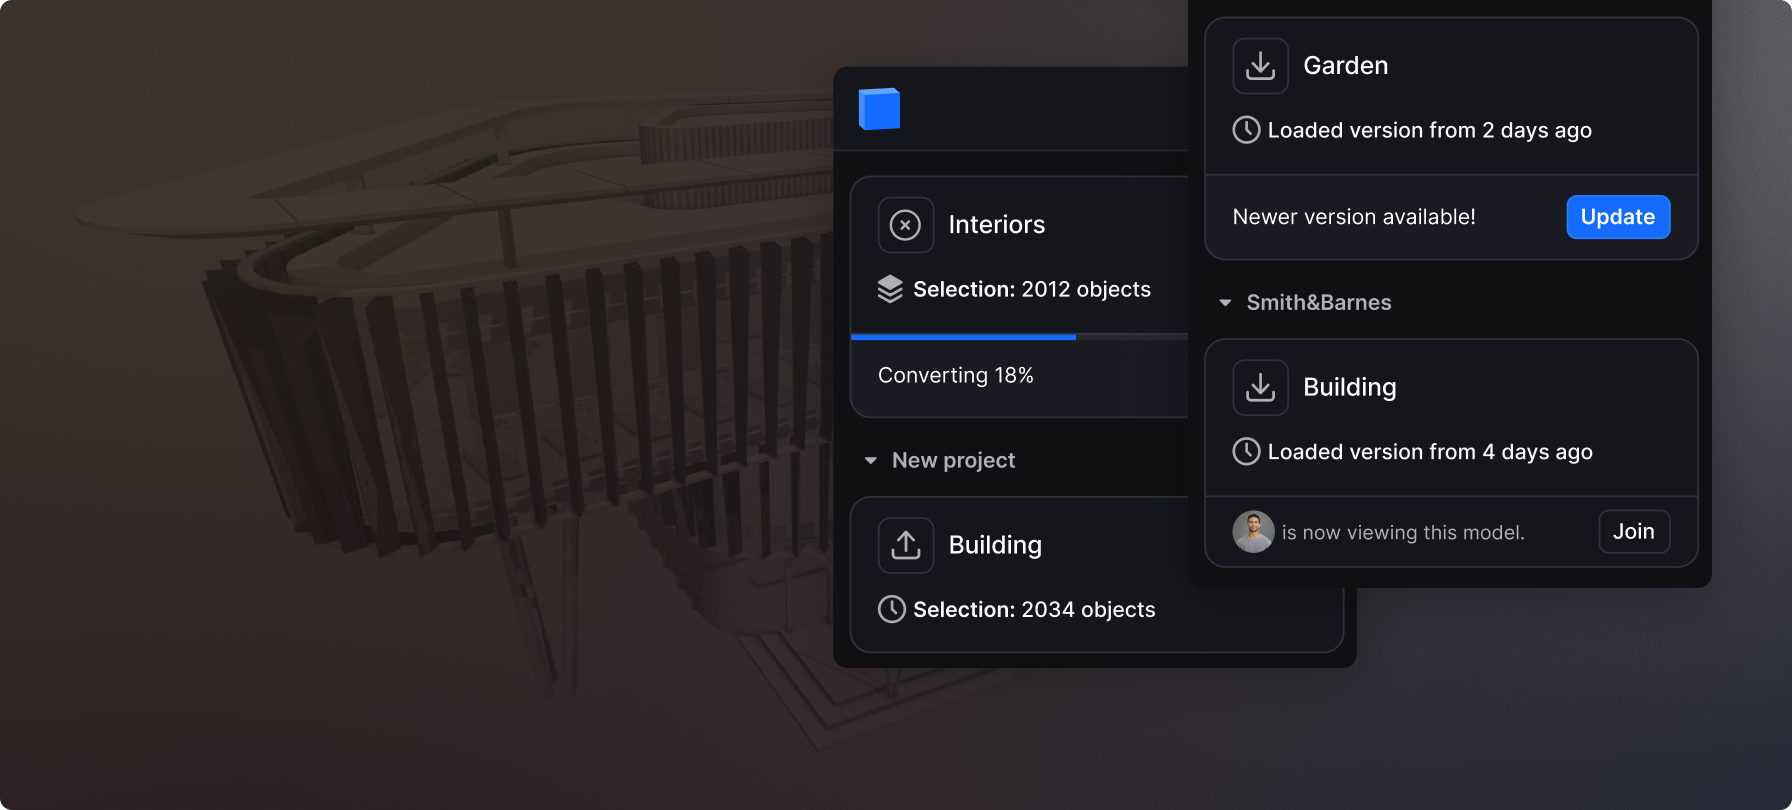 Interiors
Selection: 2012 objects
Converting 18%
New project
Building
Selection: 2034 objects
Garden
Loaded version from 2 days ago
Newer version available!
Update
Smith&Barnes
Building
Loaded version from 4 days ago
is now viewing this model.
Join